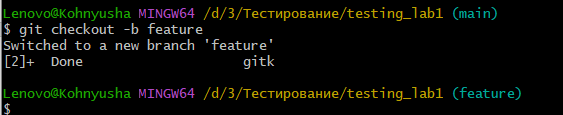 Lenovo@Kohnyusha MINGW64 /d/3/Тестирование/testing_lab1 (main)
$ git checkout -b feature
Switched to a new branch 'feature'
[2]+  Done                    gitk

Lenovo@Kohnyusha MINGW64 /d/3/Тестирование/testing_lab1 (feature)
$